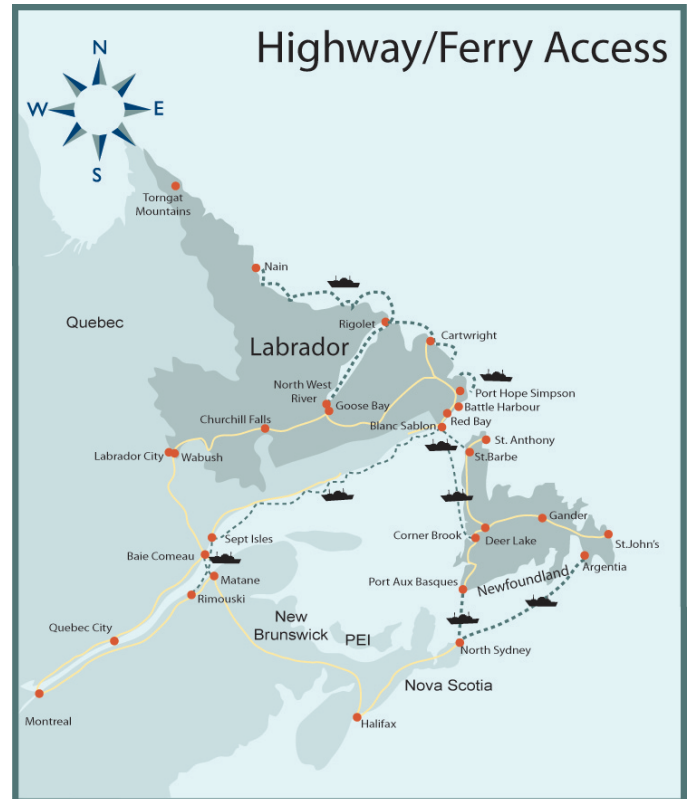 Highway/Ferry Access
N
W
E
S
Torngat
Mountains
Nain
Quebec
Rigolet
Cartwright
Labrador
North West
River
Goose Bay
Port Hope Simpson
Battle Harbour
Churchill Falls
Red Bay
Blanc Sablon
St. Anthony
Labrador City
Wabush
St.Barbe
Gander
Sept Isles
Corner Brook
Deer Lake
St.John's
Baie Comeau
Argentia
Matane
Port Aux Basques
Newfoundland
Rimouski
New
Brunswick
PEI
Quebec City
North Sydney
Nova Scotia
Montreal
Halifax